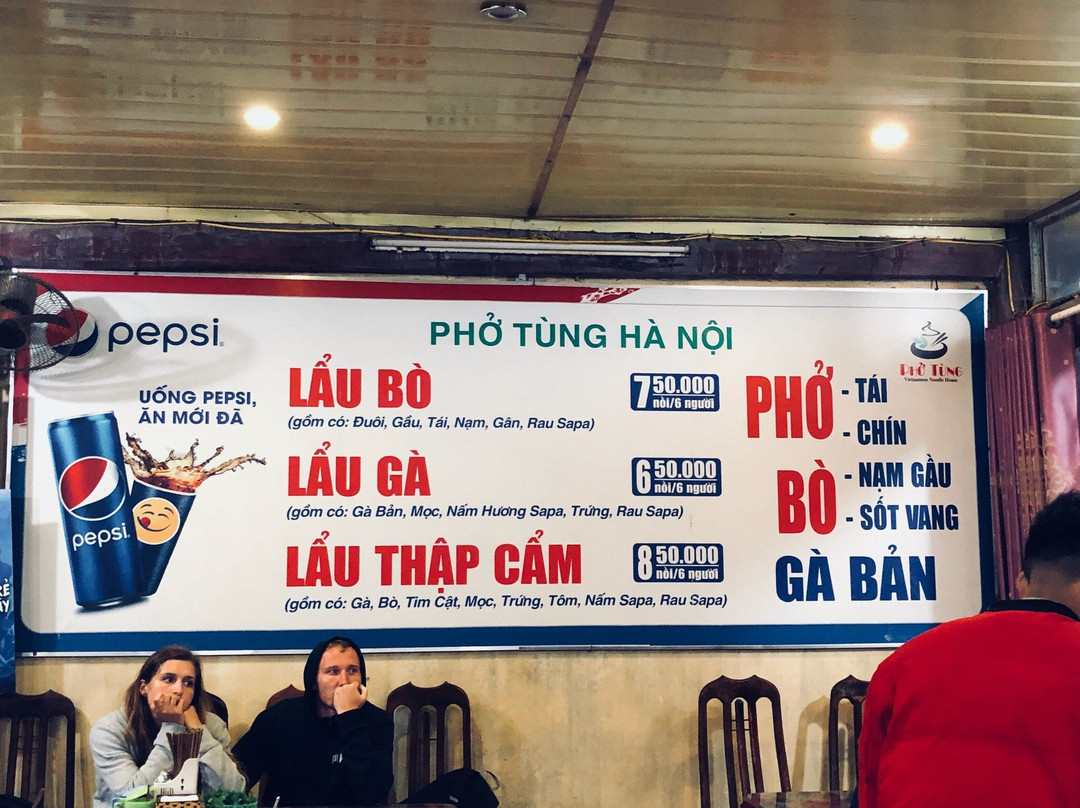 pepsi
PHỞ TÙNG HÀ NỘI
PHỞ TÙNG
Vietnamese Noodle House
UỐNG PEPSI,
ĂN MỚI ĐÃ
pepsi
LẨU BÒ
750.000
nồi/6 người
(gồm có: Đuôi, Gầu, Tái, Nạm, Gân, Rau Sapa)
LẨU GÀ
650.000
nồi/6 người
(gồm có: Gà Bản, Mọc, Nấm Hương Sapa, Trứng, Rau Sapa)
LẨU THẬP CẨM
850.000
nồi/6 người
(gồm có: Gà, Bò, Tim Cật, Mọc, Trứng, Tôm, Nấm Sapa, Rau Sapa)
PHỞ
BÒ
- TÁI
- CHÍN
- NẠM GẦU
- SỐT VANG
GÀ BẢN